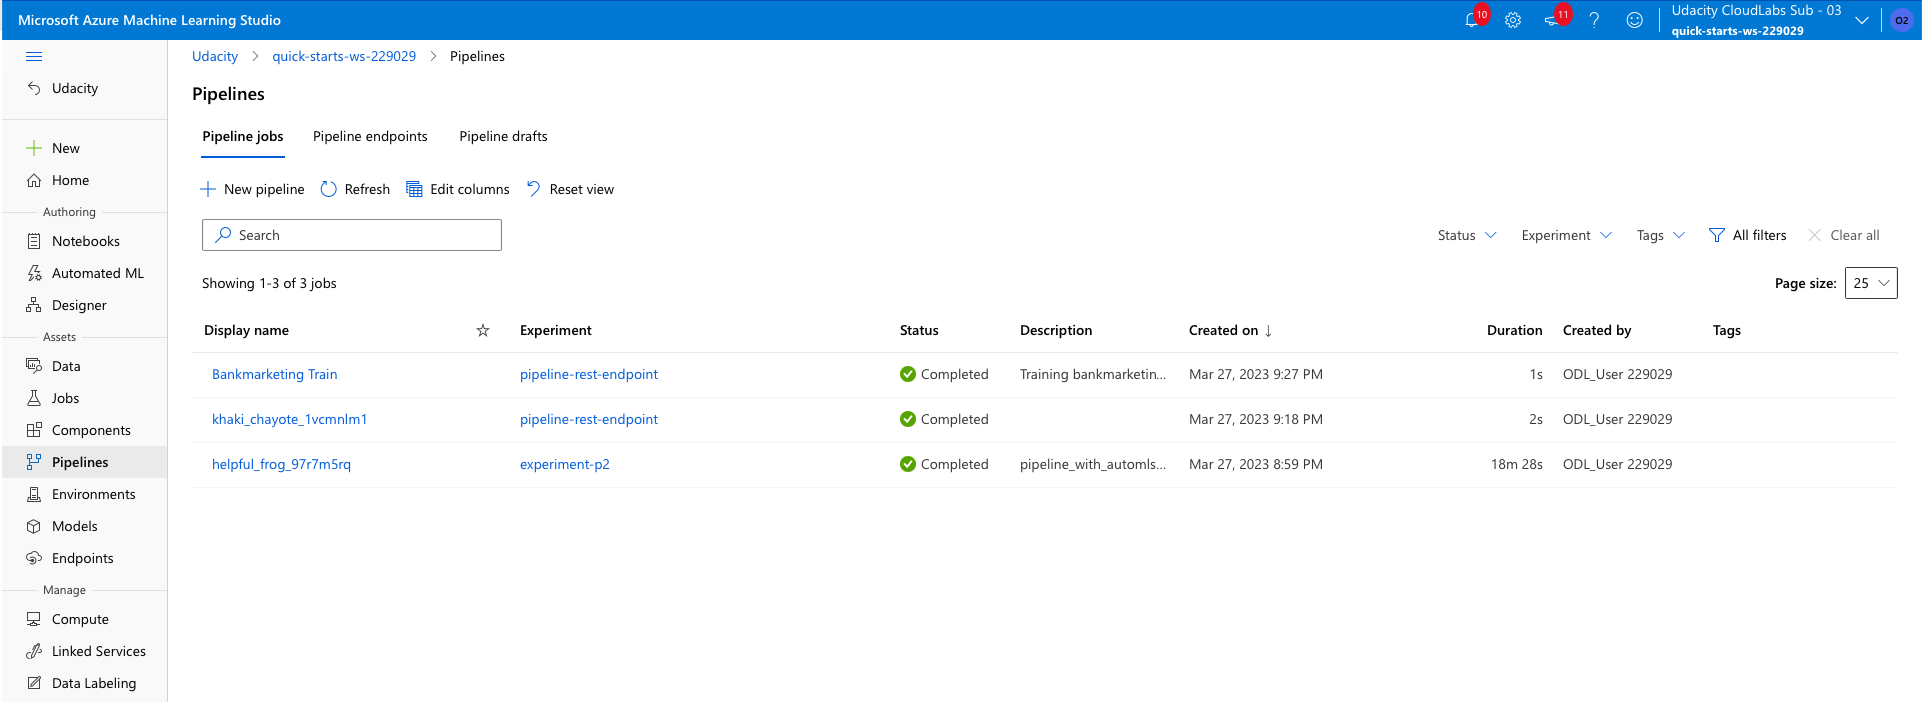 Microsoft Azure Machine Learning Studio
10
11
Udacity CloudLabs Sub - 03
quick-starts-ws-229029
O2
Udacity
New
Home
Authoring
Notebooks
Automated ML
Designer
Assets
Data
Jobs
Components
Pipelines
Environments
Models
Endpoints
Manage
Compute
Linked Services
Data Labeling
Udacity > quick-starts-ws-229029 > Pipelines
Pipelines
Pipeline jobs Pipeline endpoints Pipeline drafts
New pipeline Refresh Edit columns Reset view
Search
Status Experiment Tags All filters Clear all
Showing 1-3 of 3 jobs
Page size: 25
Display name Experiment Status Description Created on ↓ Duration Created by Tags
Bankmarketing Train pipeline-rest-endpoint Completed Training bankmarketin... Mar 27, 2023 9:27 PM 1s ODL_User 229029
khaki_chayote_1vcmnlm1 pipeline-rest-endpoint Completed Mar 27, 2023 9:18 PM 2s ODL_User 229029
helpful_frog_97r7m5rq experiment-p2 Completed pipeline_with_automls... Mar 27, 2023 8:59 PM 18m 28s ODL_User 229029